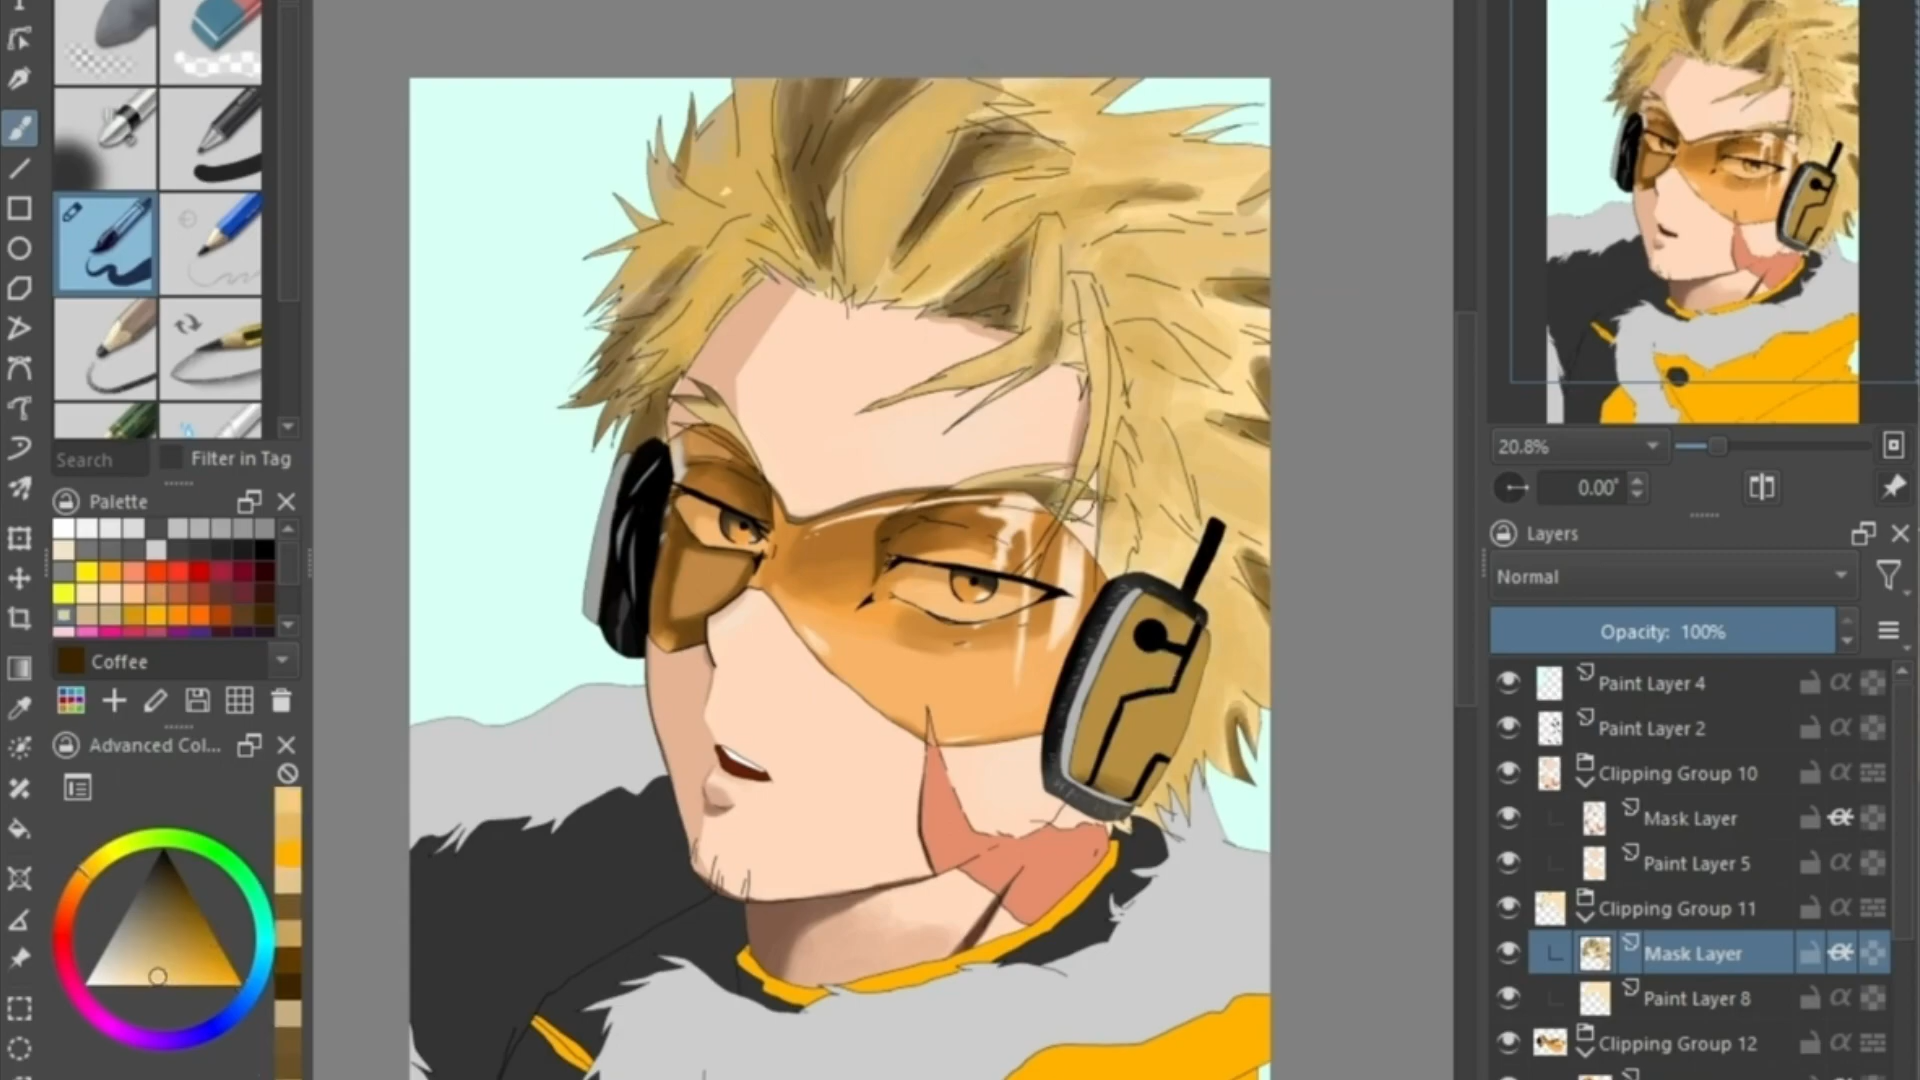 Search
Filter in Tag
Palette
Coffee
Advanced Col...
20.8%
0.00°
Layers
Normal
Opacity: 100%
Paint Layer 4
Paint Layer 2
Clipping Group 10
Mask Layer
Paint Layer 5
Clipping Group 11
Mask Layer
Paint Layer 8
Clipping Group 12